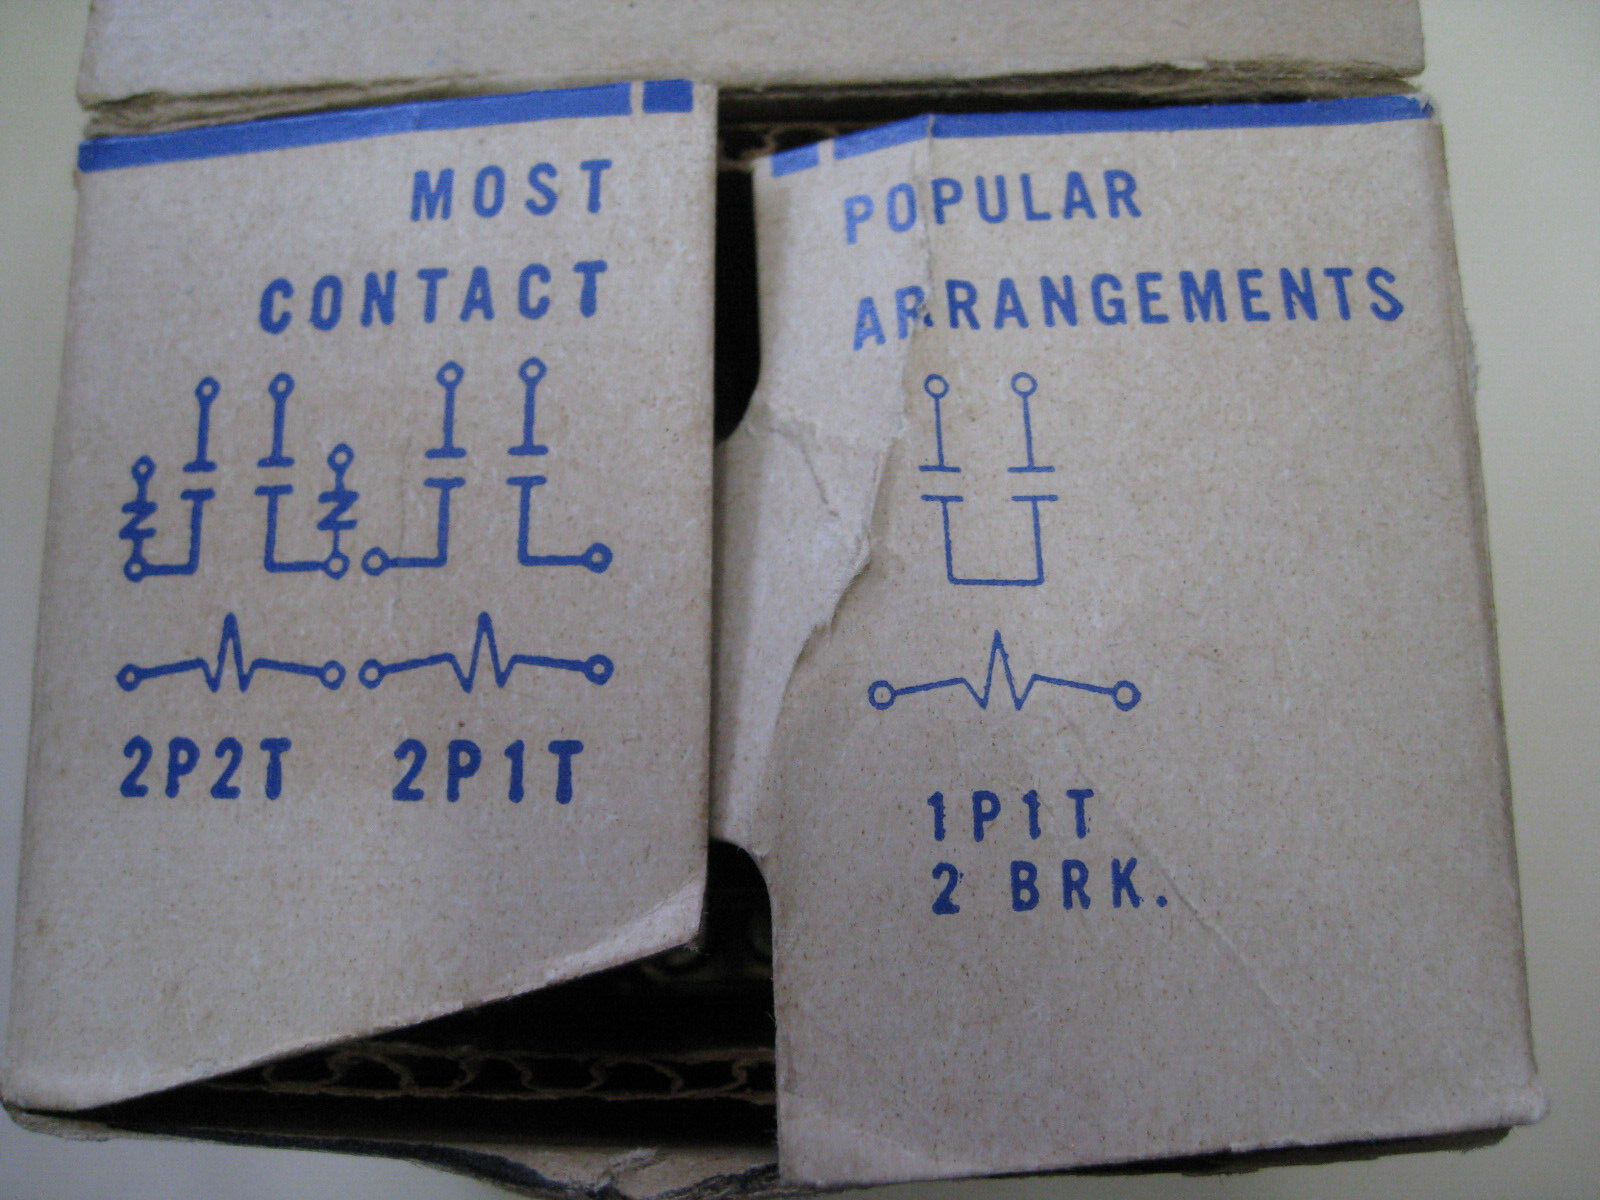 MOST POPULAR
CONTACT ARRANGEMENTS
2P2T 2P1T 1P1T
2 BRK.